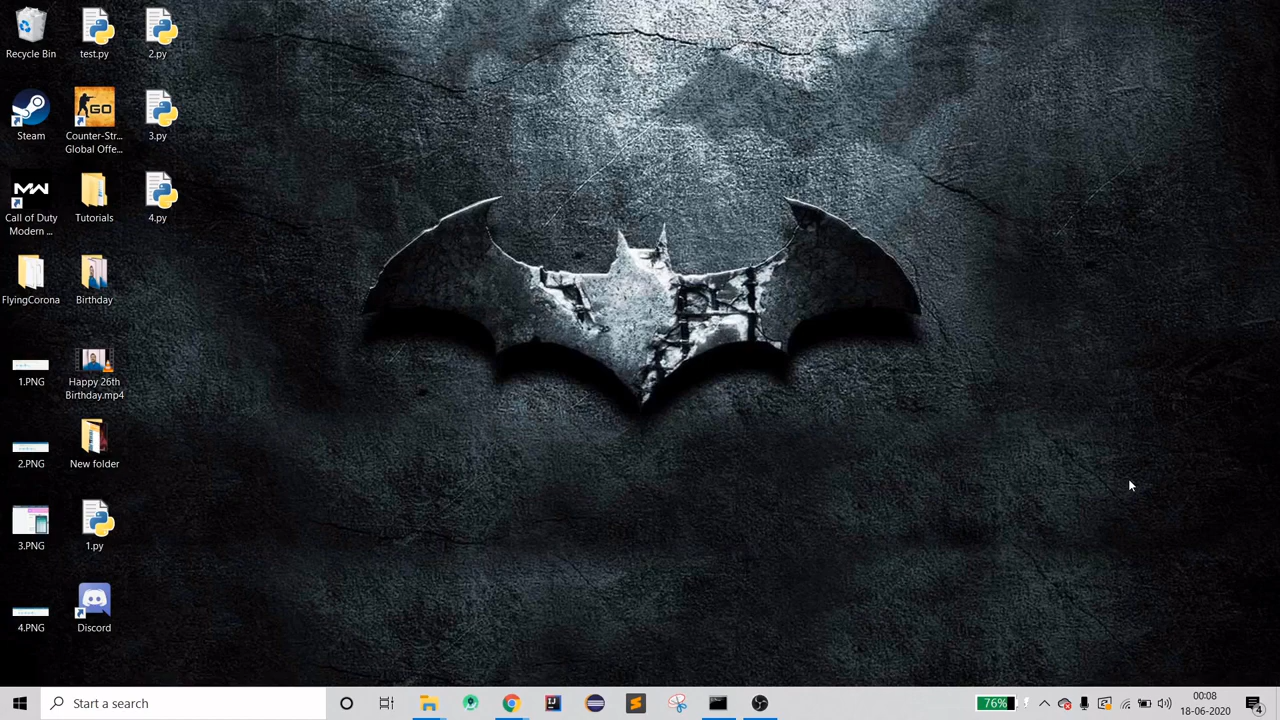 Recycle Bin
test.py
2.py
Steam
GO
Counter-Str...
Global Offe...
3.py
Call of Duty
Modern ...
Tutorials
4.py
FlyingCorona
Birthday
1.PNG
Happy 26th
Birthday.mp4
2.PNG
New folder
3.PNG
1.py
4.PNG
Discord
Start a search
76%
00:08
18-06-2020
4